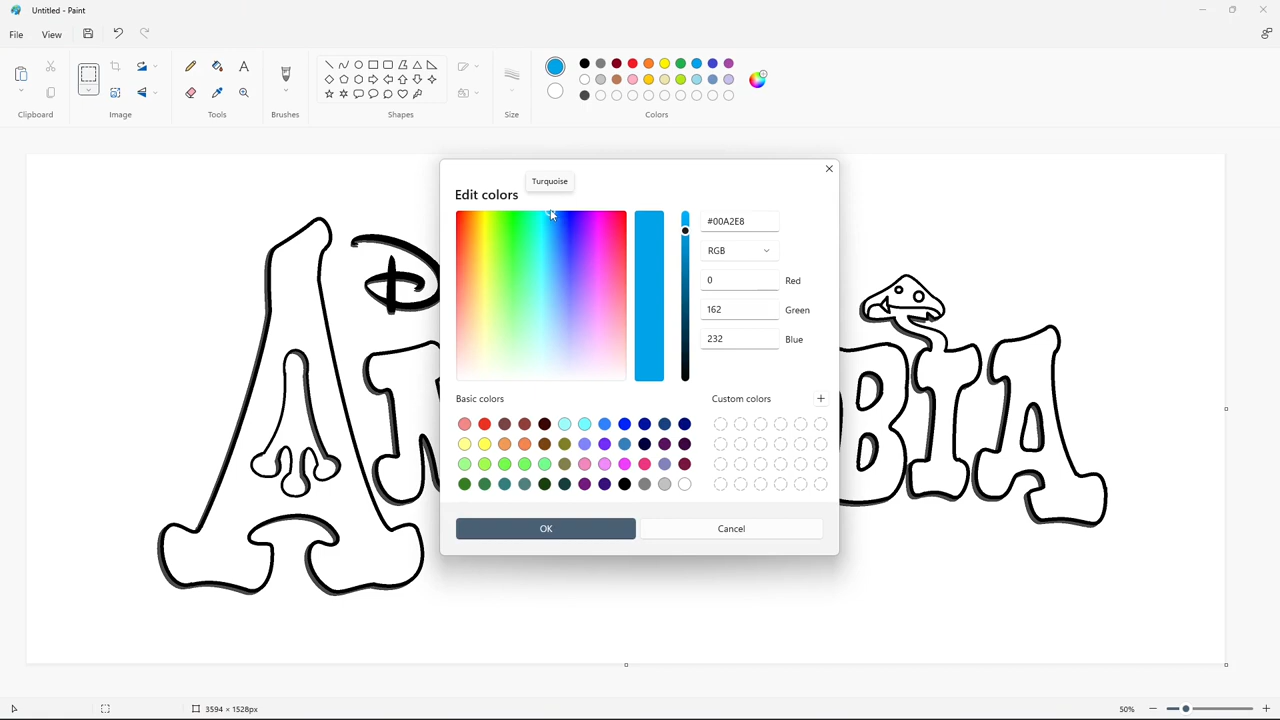 Untitled - Paint
File View
Clipboard Image Tools Brushes Shapes Size Colors
Turquoise
Edit colors
#00A2E8
RGB
0 Red
162 Green
232 Blue
Basic colors Custom colors
OK Cancel
3594 × 1528px 50%